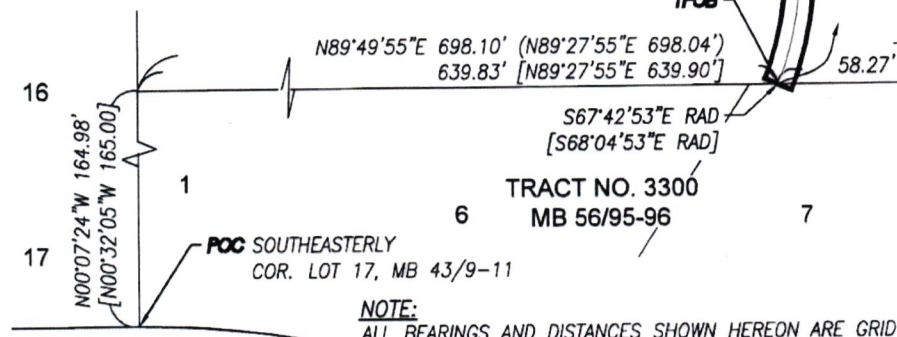 TPOB
N89°49'55"E 698.10' (N89°27'55"E 698.04')
639.83' [N89°27'55"E 639.90']
58.27'
16
S67°42'53"E RAD
[S68°04'53"E RAD]
N00°07'24"W 164.98'
[N00°32'05"W 165.00]
1
TRACT NO. 3300
MB 56/95-96
6
7
17
POC SOUTHEASTERLY
COR. LOT 17, MB 43/9-11
NOTE:
ALL BEARINGS AND DISTANCES SHOWN HEREON ARE GRID